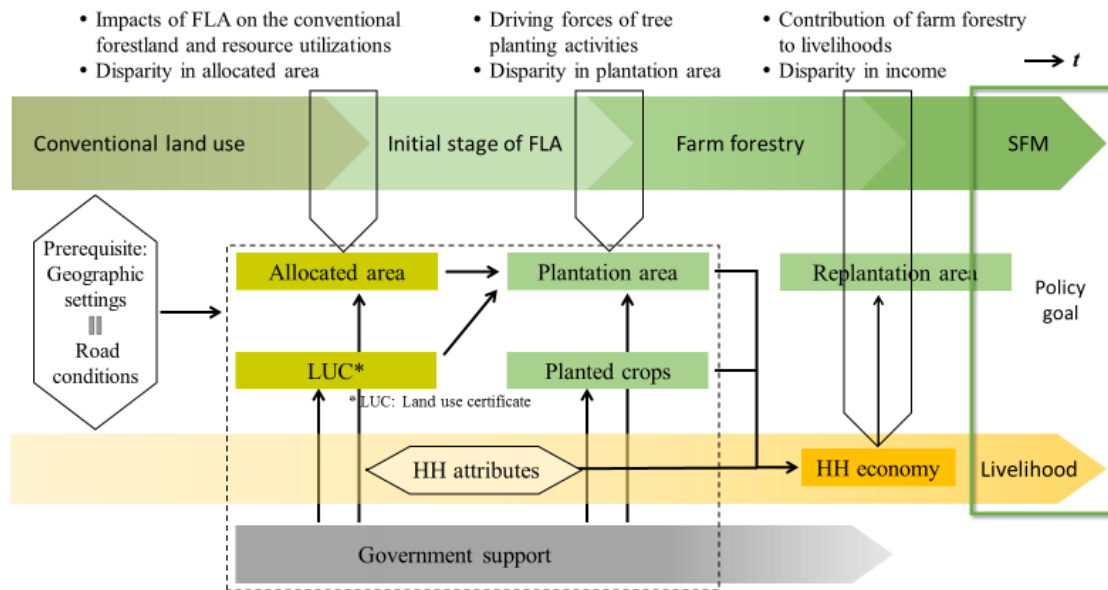 • Impacts of FLA on the conventional
forestland and resource utilizations
• Disparity in allocated area
• Driving forces of tree
planting activities
• Disparity in plantation area
• Contribution of farm forestry
to livelihoods
• Disparity in income
t
Conventional land use
Initial stage of FLA
Farm forestry
SFM
Prerequisite:
Geographic
settings
Road
conditions
Allocated area
Plantation area
Replantation area
Policy
goal
LUC*
Planted crops
* LUC: Land use certificate
HH attributes
HH economy
Livelihood
Government support